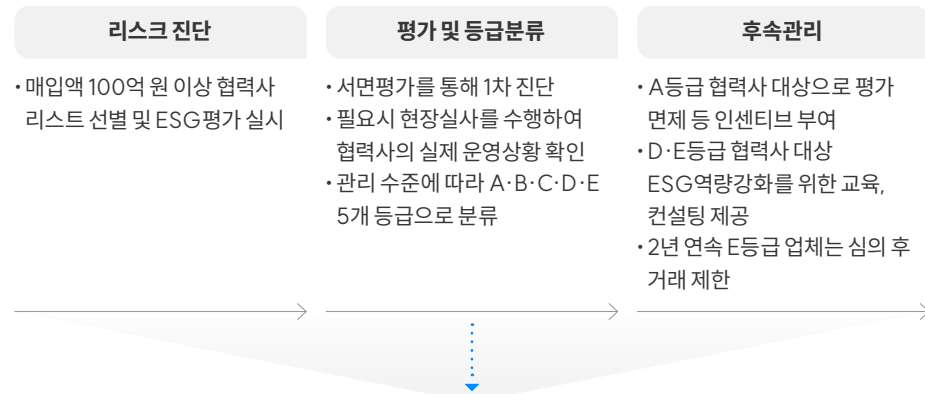 리스크 진단
• 매입액 100억 원 이상 협력사
리스트 선별 및 ESG평가 실시
평가 및 등급분류
• 서면평가를 통해 1차 진단
• 필요시 현장실사를 수행하여
협력사의 실제 운영상황 확인
• 관리 수준에 따라 A·B·C·D·E
5개 등급으로 분류
후속관리
• A등급 협력사 대상으로 평가
면제 등 인센티브 부여
• D·E등급 협력사 대상
ESG역량강화를 위한 교육,
컨설팅 제공
• 2년 연속 E등급 업체는 심의 후
거래 제한